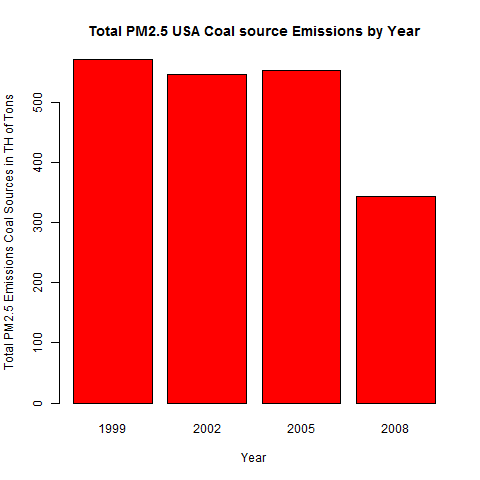 Total PM2.5 USA Coal source Emissions by Year
Total PM2.5 Emissions Coal Sources in TH of Tons
500
400
300
200
100
0
1999 2002 2005 2008
Year